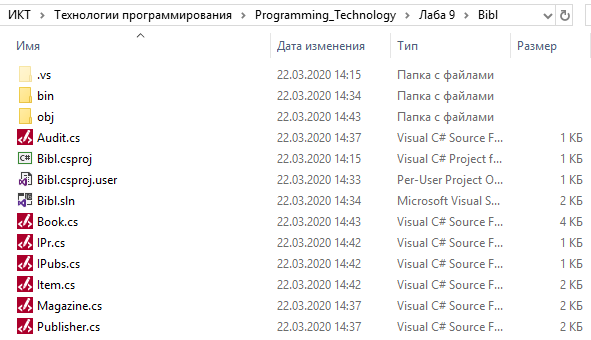 ИКТ > Технологии программирования > Programming_Technology > Лаба 9 > Bibl
Имя Дата изменения Тип Размер
.vs 22.03.2020 14:15 Папка с файлами
bin 22.03.2020 14:34 Папка с файлами
obj 22.03.2020 14:43 Папка с файлами
Audit.cs 22.03.2020 14:37 Visual C# Source F... 1 КБ
C# Bibl.csproj 22.03.2020 14:15 Visual C# Project f... 1 КБ
Bibl.csproj.user 22.03.2020 14:33 Per-User Project O... 1 КБ
Bibl.sln 22.03.2020 14:34 Microsoft Visual S... 2 КБ
Book.cs 22.03.2020 14:43 Visual C# Source F... 4 КБ
IPr.cs 22.03.2020 14:42 Visual C# Source F... 1 КБ
IPubs.cs 22.03.2020 14:42 Visual C# Source F... 1 КБ
Item.cs 22.03.2020 14:42 Visual C# Source F... 2 КБ
Magazine.cs 22.03.2020 14:37 Visual C# Source F... 2 КБ
Publisher.cs 22.03.2020 14:37 Visual C# Source F... 2 КБ